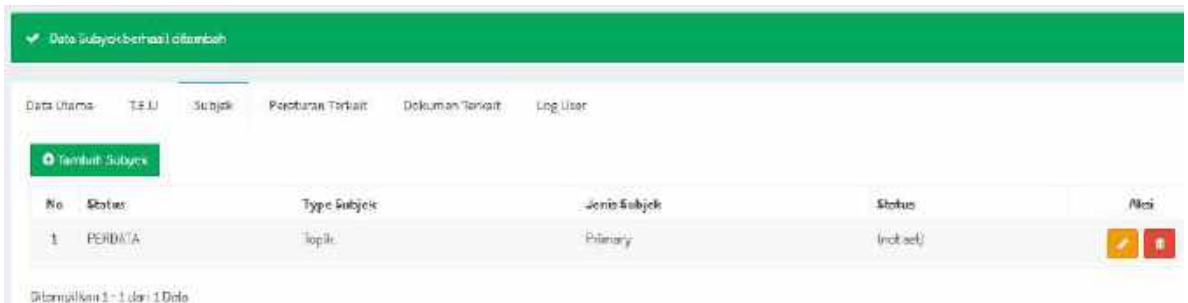 Data Subyek berhasil ditambah
Data Utama T.E.U Subjek Peraturan Terkait Dokumen Terkait Log User
Tambah Subyek
No Status Type Subjek Jenis Subjek Status Aksi
1 PERDATA Topik Primary (not set)
Ditampilkan 1 - 1 dari 1 Data